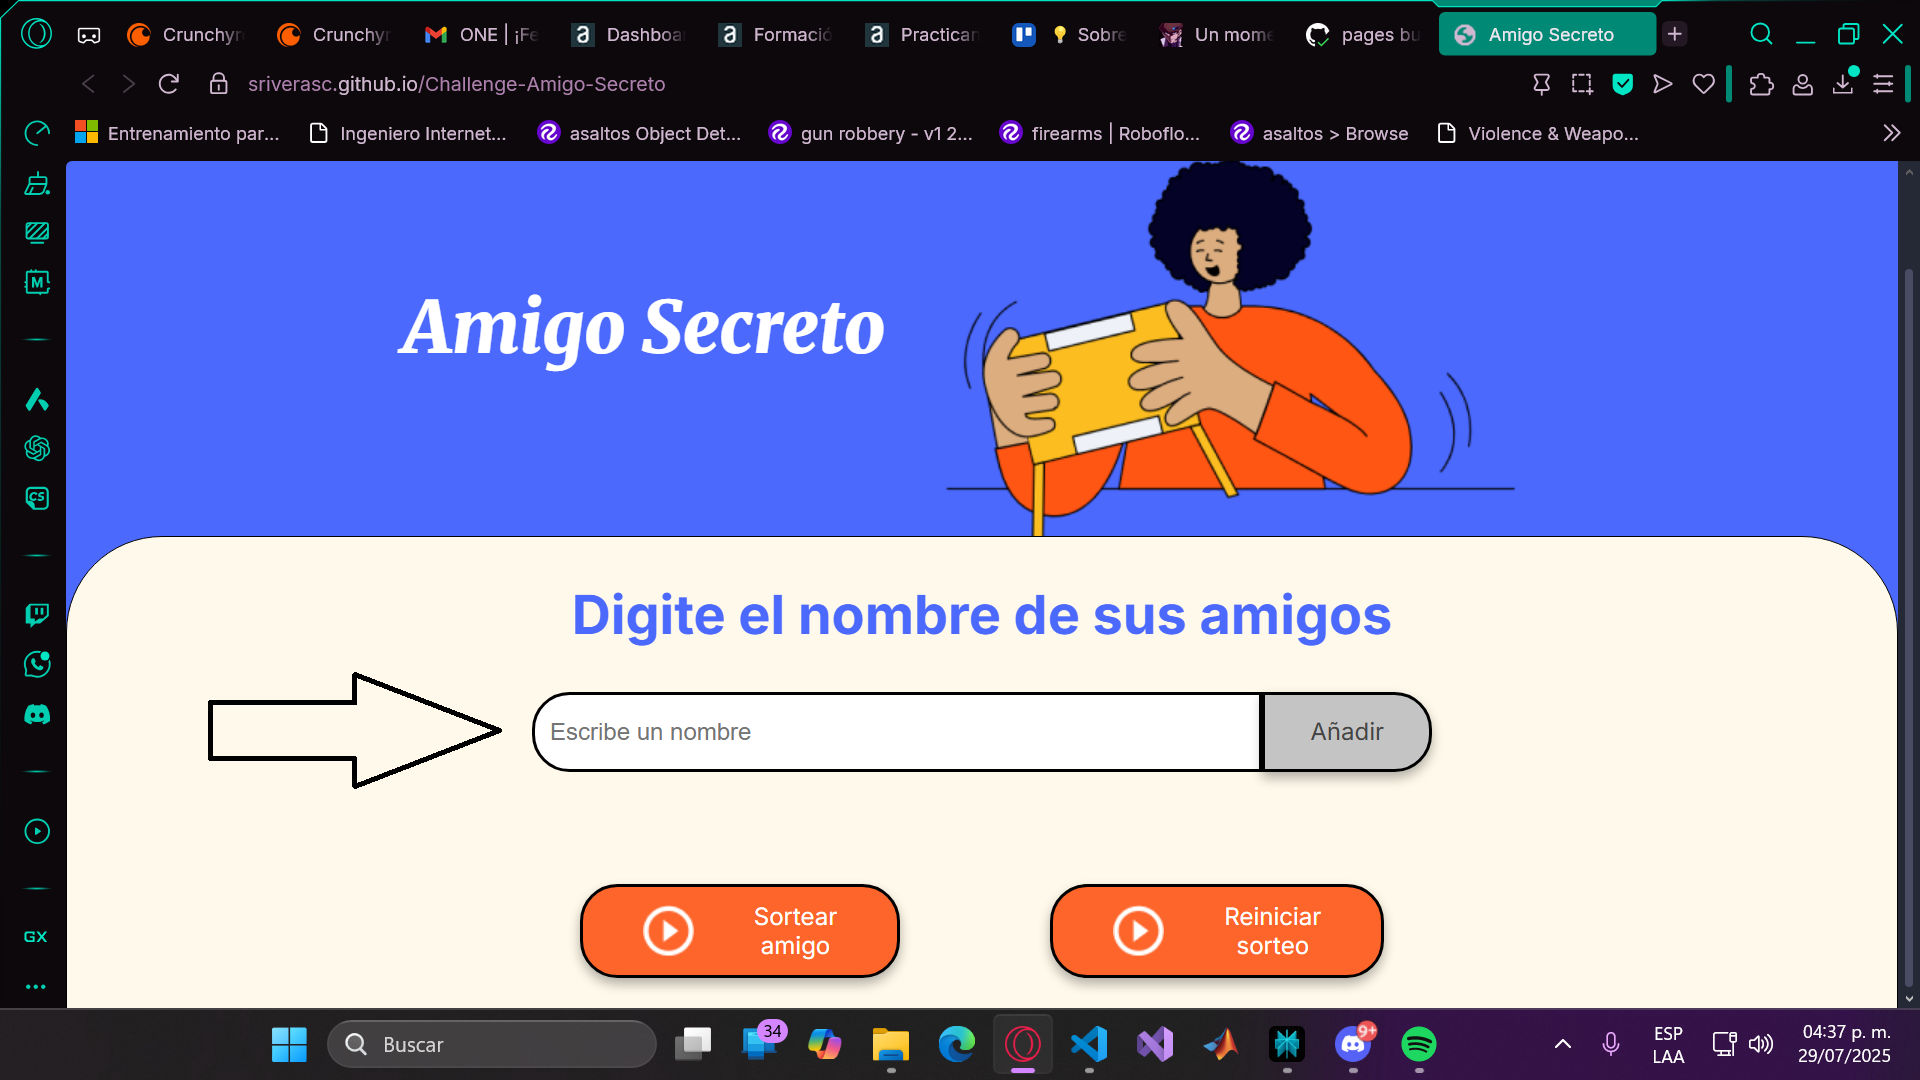 Crunchyr
Crunchyr
ONE | ¡Fe
Dashboar
Formació
Practican
Sobre
Un mome
pages bu
Amigo Secreto
sriverasc.github.io/Challenge-Amigo-Secreto
Entrenamiento par...
Ingeniero Internet...
asaltos Object Det...
gun robbery - v1 2...
firearms | Roboflo...
asaltos > Browse
Violence & Weapo...
M
CS
GX
Amigo Secreto
Digite el nombre de sus amigos
Escribe un nombre
Añadir
Sortear
amigo
Reiniciar
sorteo
Buscar
34
9+
ESP
LAA
04:37 p. m.
29/07/2025